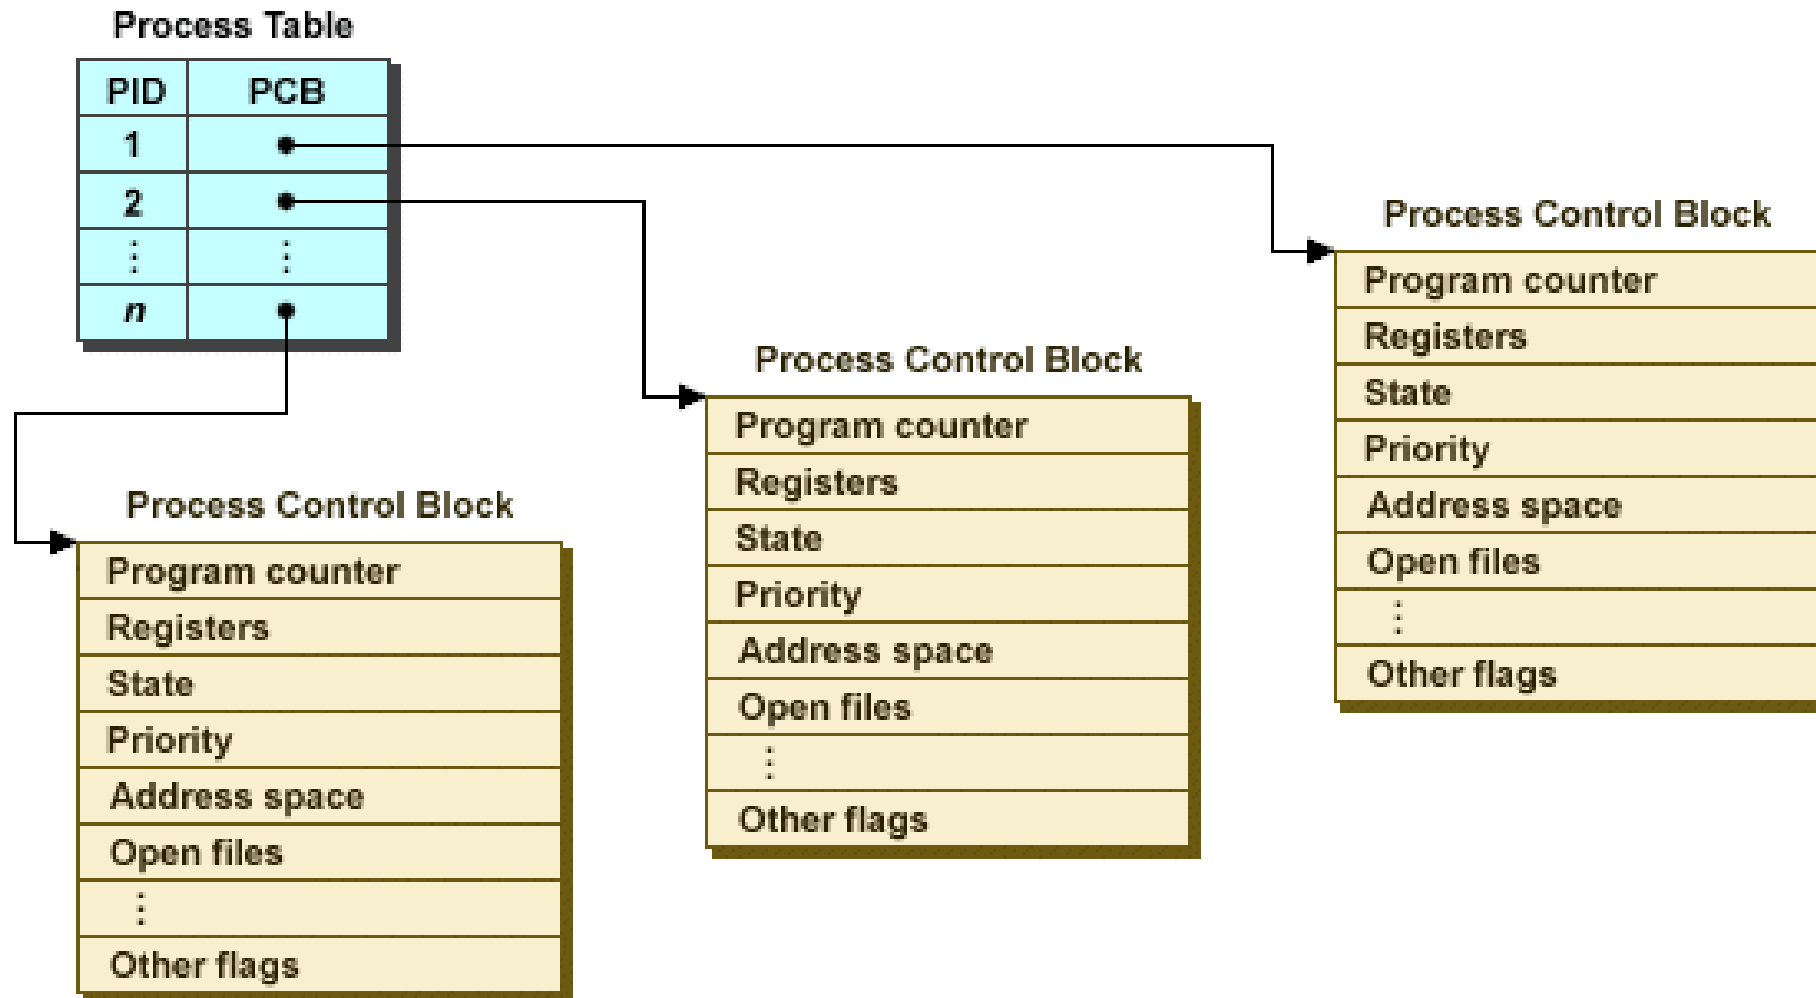 Process Table
PID PCB
1
2
⋮ ⋮
n
Process Control Block
Program counter
Registers
State
Priority
Address space
Open files
⋮
Other flags
Process Control Block
Program counter
Registers
State
Priority
Address space
Open files
⋮
Other flags
Process Control Block
Program counter
Registers
State
Priority
Address space
Open files
⋮
Other flags